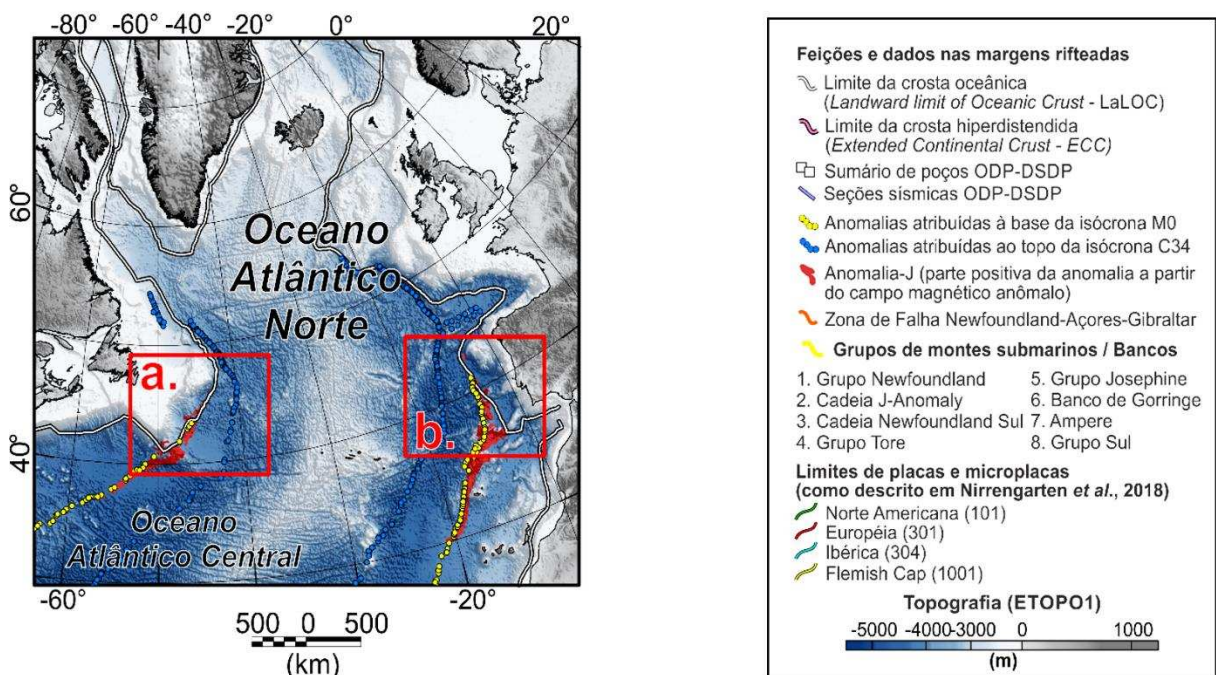 -80° -60° -40° -20° 0° 20°
60°
40°
-60° -20°
Oceano
Atlântico
Norte
a.
b.
Oceano
Atlântico Central
500 0 500
(km)
Feições e dados nas margens rifteadas
Limite da crosta oceânica
(Landward limit of Oceanic Crust - LaLOC)
Limite da crosta hiperdistendida
(Extended Continental Crust - ECC)
Sumário de poços ODP-DSDP
Seções sísmicas ODP-DSDP
Anomalias atribuídas à base da isócrona M0
Anomalias atribuídas ao topo da isócrona C34
Anomalia-J (parte positiva da anomalia a partir
do campo magnético anômalo)
Zona de Falha Newfoundland-Açores-Gibraltar
Grupos de montes submarinos / Bancos
1. Grupo Newfoundland 5. Grupo Josephine
2. Cadeia J-Anomaly 6. Banco de Gorringe
3. Cadeia Newfoundland Sul 7. Ampere
4. Grupo Tore 8. Grupo Sul
Limites de placas e microplacas
(como descrito em Nirrengarten et al., 2018)
Norte Americana (101)
Européia (301)
Ibérica (304)
Flemish Cap (1001)
Topografia (ETOPO1)
-5000 -4000 -3000 0 1000
(m)